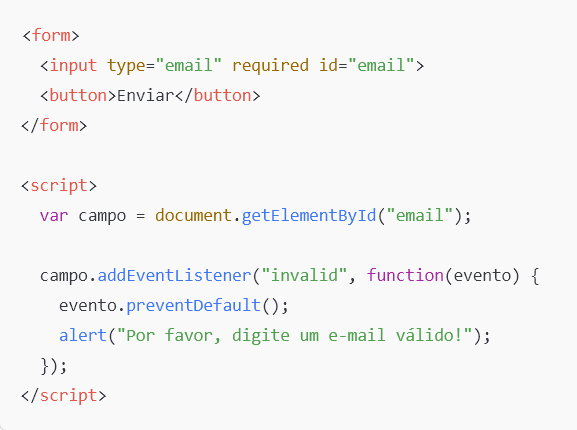 <form>
  <input type="email" required id="email">
  <button>Enviar</button>
</form>

<script>
  var campo = document.getElementById("email");

  campo.addEventListener("invalid", function(evento) {
    evento.preventDefault();
    alert("Por favor, digite um e-mail válido!");
  });
</script>